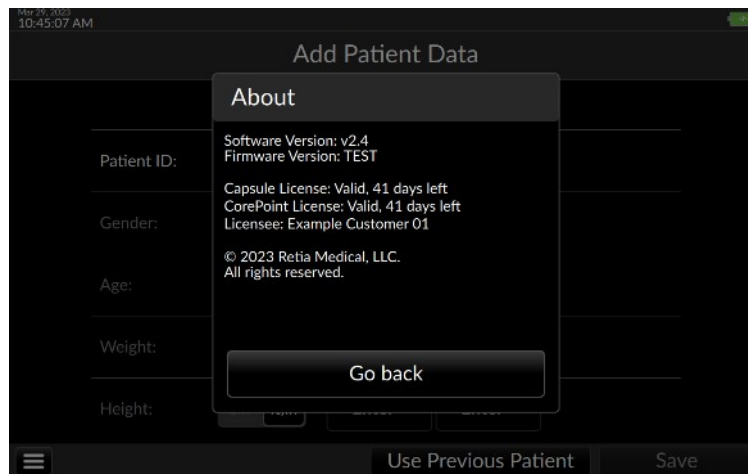 Mar 29, 2023
10:45:07 AM
Add Patient Data
About
Software Version: v2.4
Firmware Version: TEST
Capsule License: Valid, 41 days left
CorePoint License: Valid, 41 days left
Licensee: Example Customer 01
© 2023 Retia Medical, LLC.
All rights reserved.
Go back
Patient ID:
Gender:
Age:
Weight:
Height:
Use Previous Patient
Save